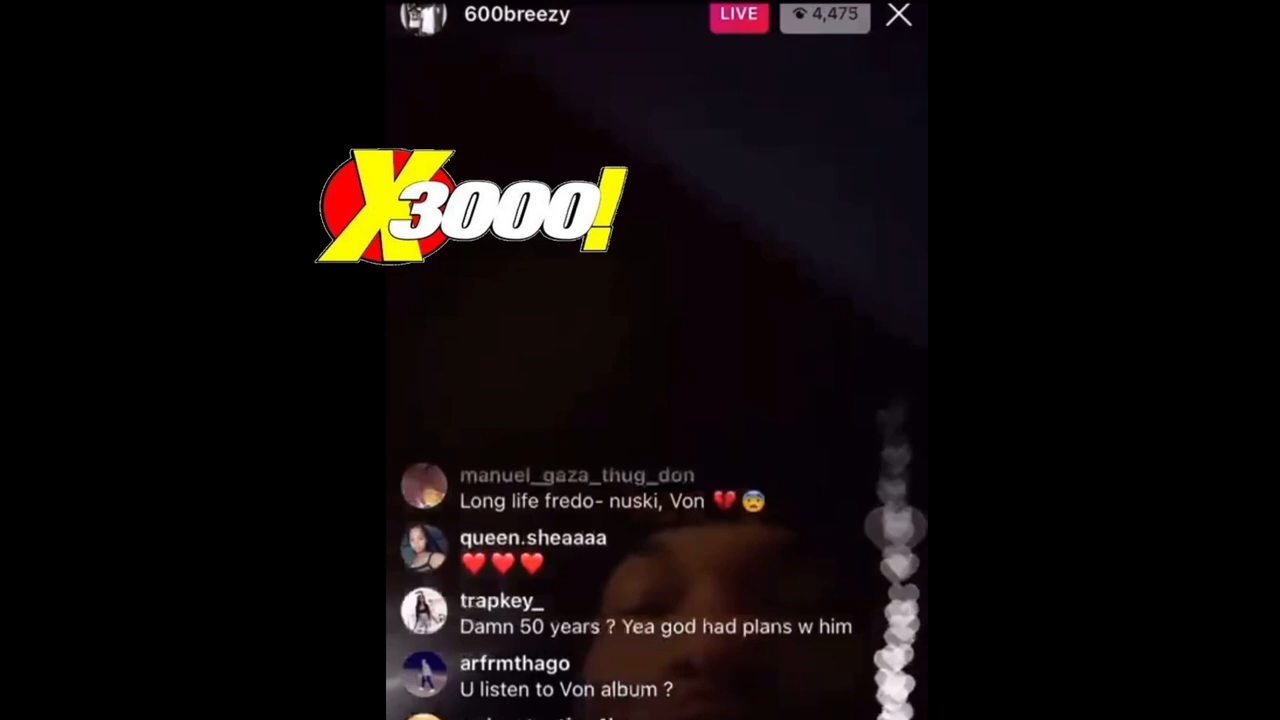 600breezy
LIVE
4,475
X3000!
manuel_gaza_thug_don
Long life fredo- nuski, Von 💔 😨
queen.sheaaaa
❤️ ❤️ ❤️
trapkey_
Damn 50 years ? Yea god had plans w him
arfrmthago
U listen to Von album ?